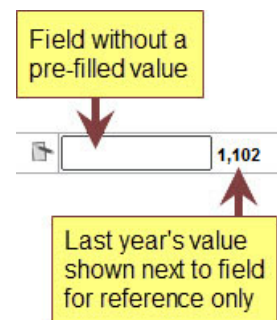 Field without a
pre-filled value
1,102
Last year's value
shown next to field
for reference only